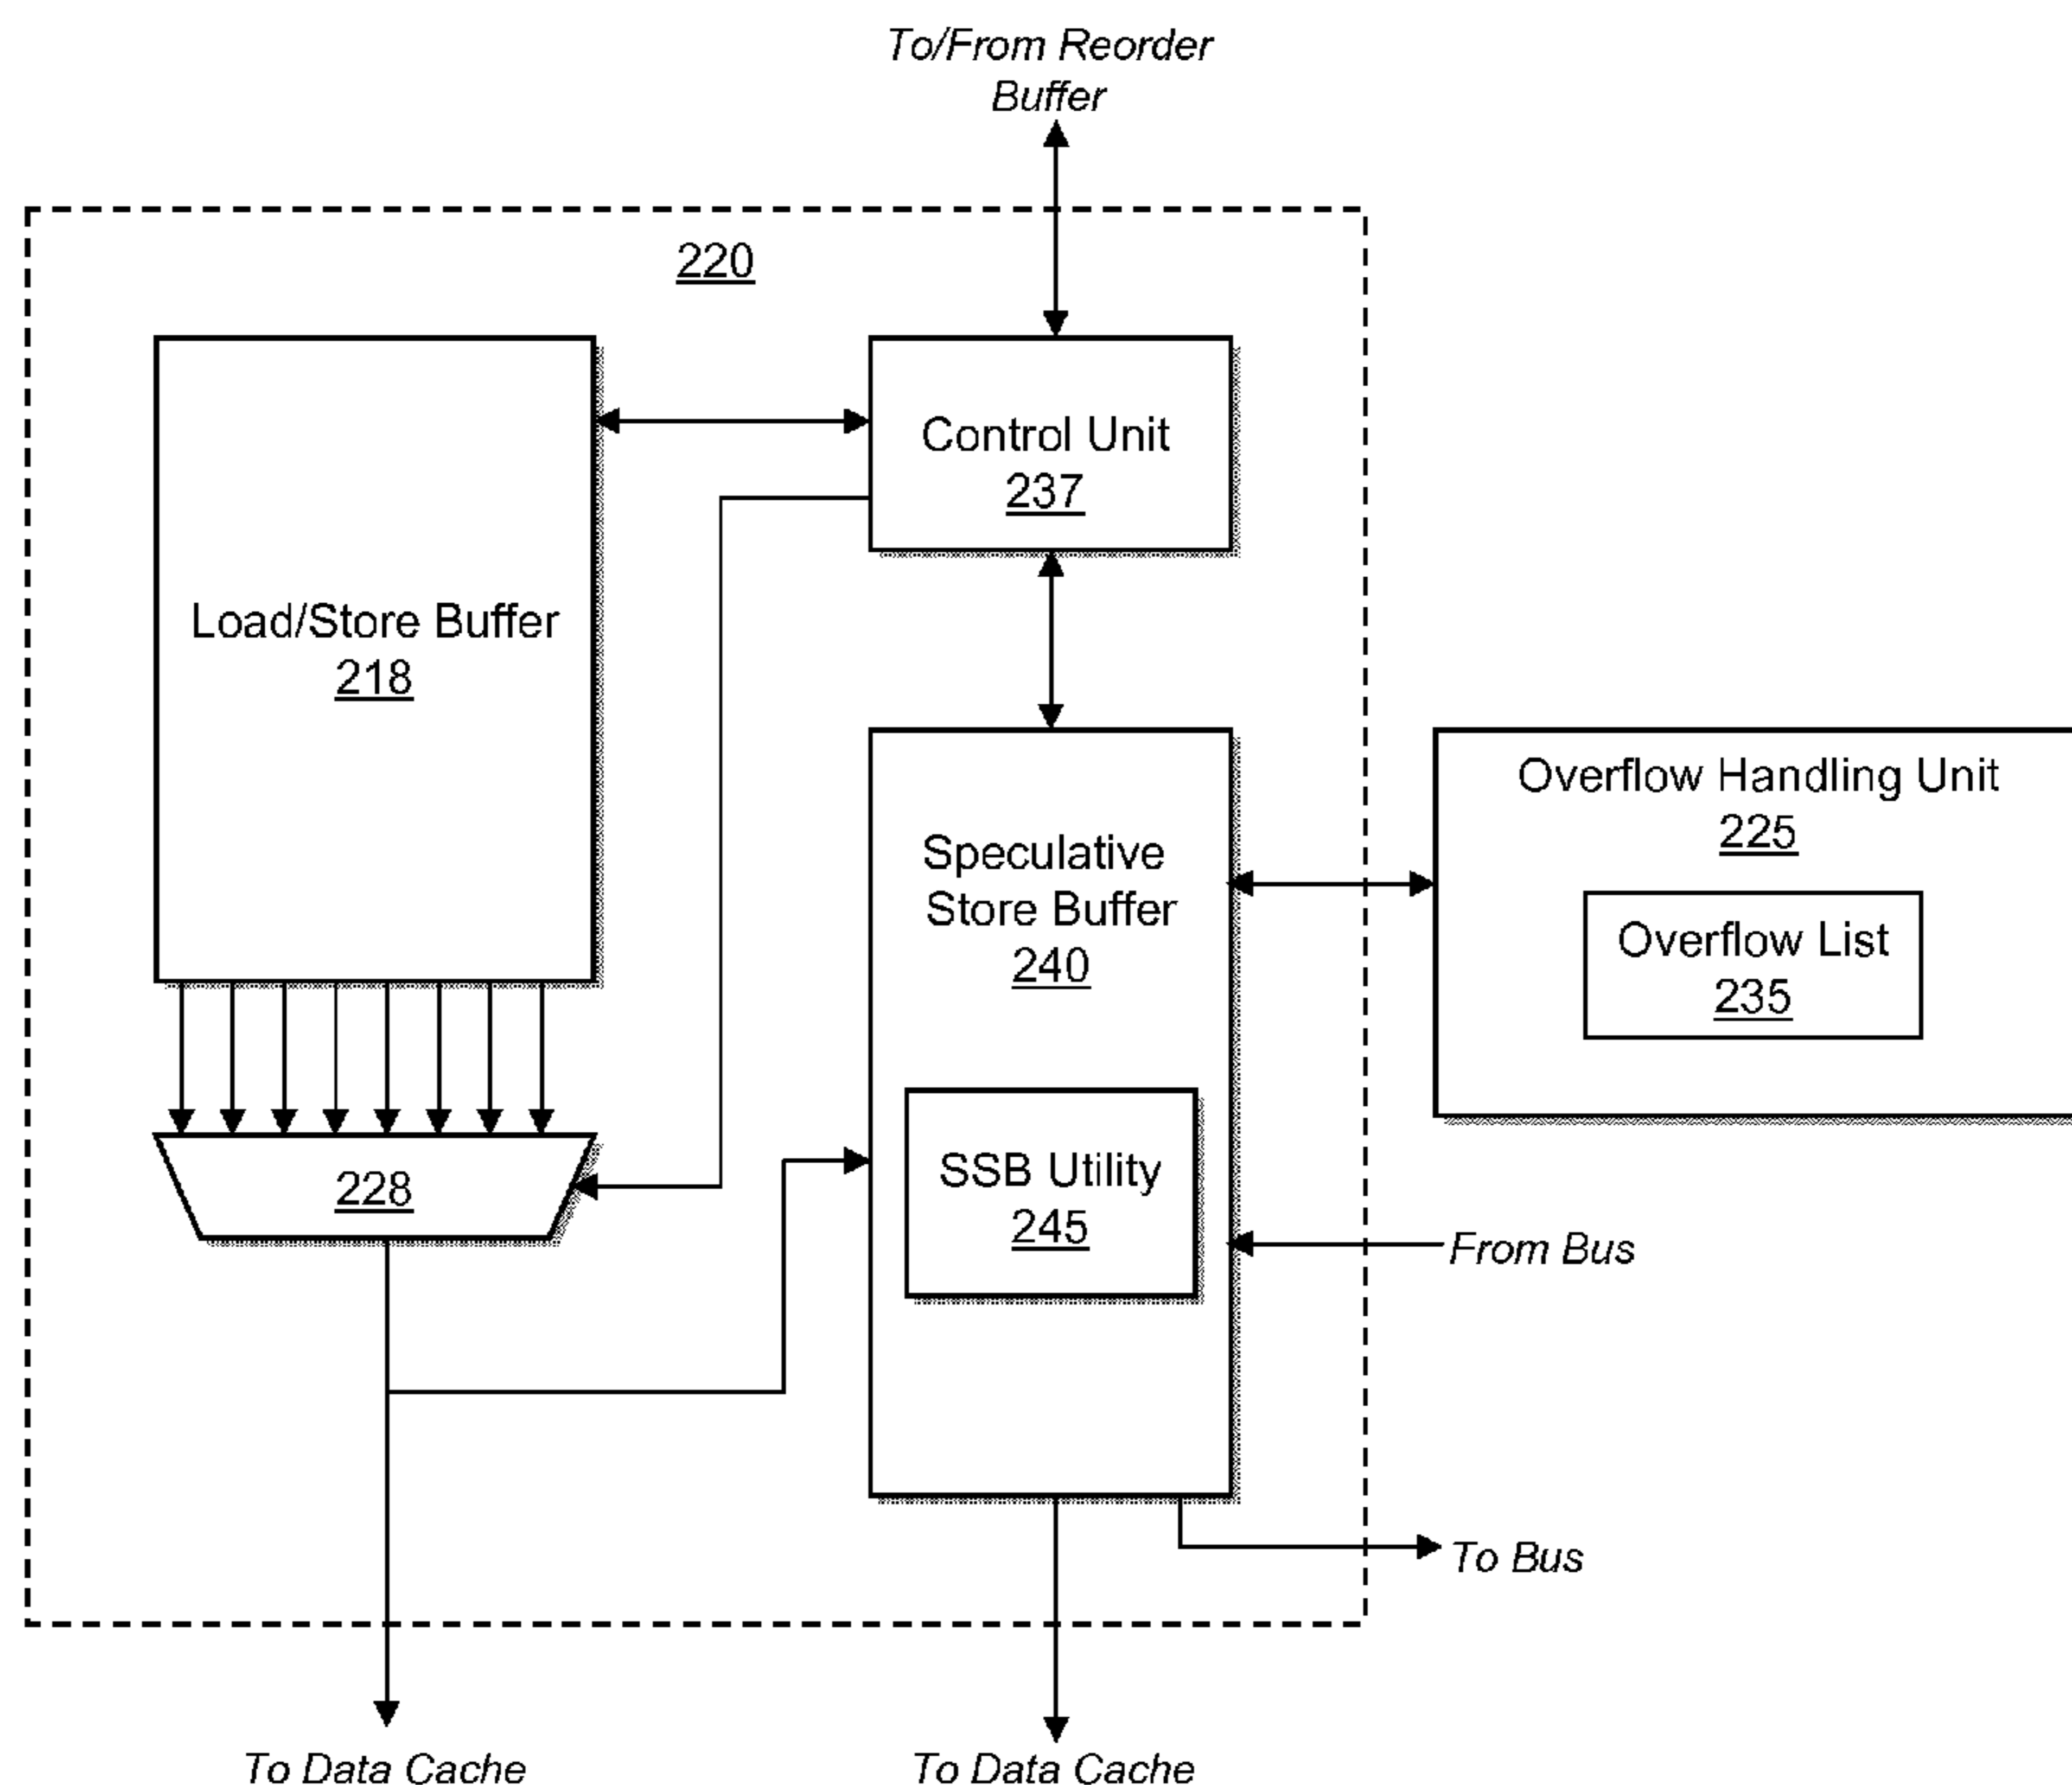 To/From Reorder
Buffer
220
Control Unit
237
Load/Store Buffer
218
Overflow Handling Unit
225
Speculative
Store Buffer
240
Overflow List
235
228
SSB Utility
245
From Bus
To Bus
To Data Cache
To Data Cache